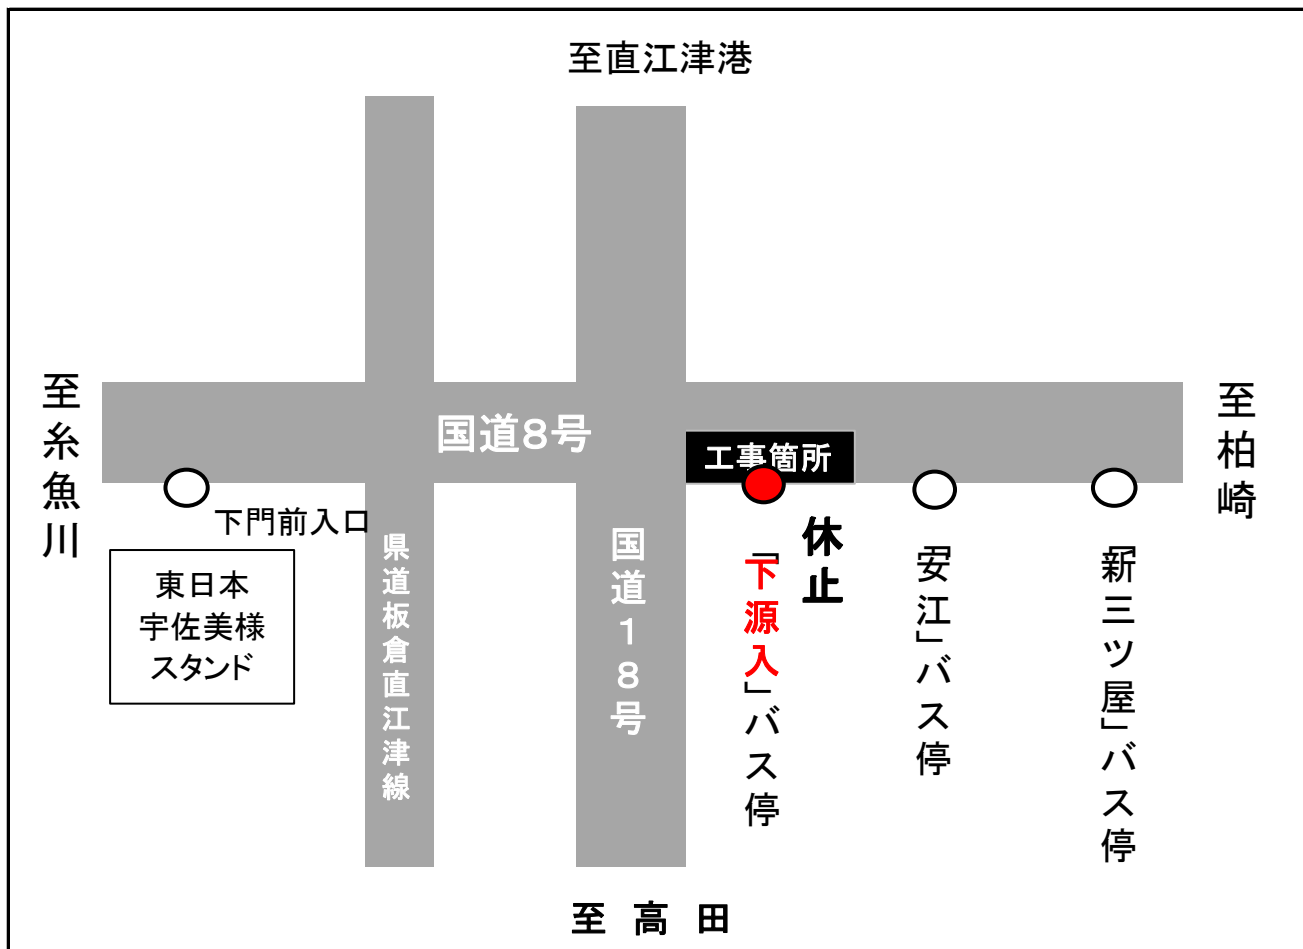 至直江津港
至糸魚川
国道8号
至柏崎
工事箇所
下門前入口
休止
東日本
宇佐美様
スタンド
県道板倉直江津線
国道18号
「下源入」バス停
「安江」バス停
「新三ツ屋」バス停
至高田